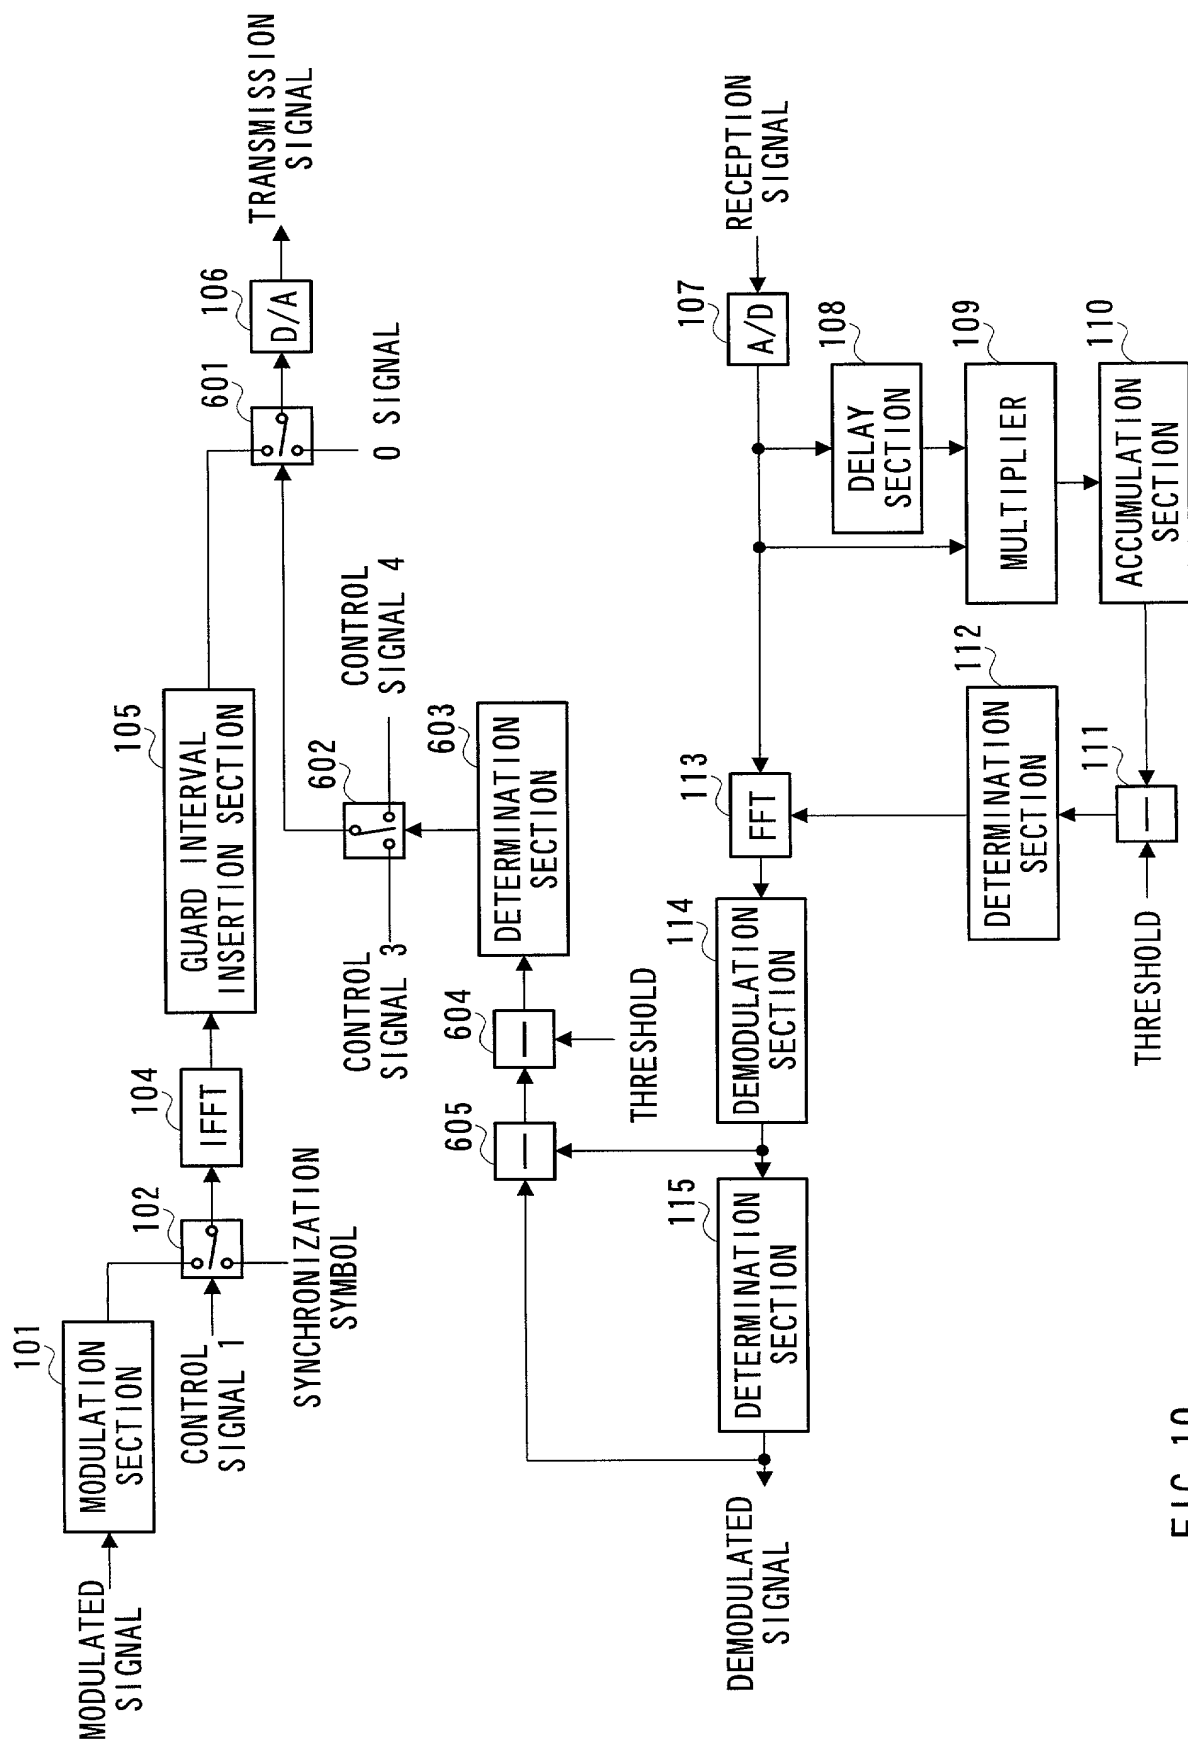 MODULATED
SIGNAL
101
MODULATION
SECTION
CONTROL
SIGNAL 1
102
SYNCHRONIZATION
SYMBOL
104
IFFT
105
GUARD INTERVAL
INSERTION SECTION
601
0 SIGNAL
106
D/A
TRANSMISSION
SIGNAL
CONTROL
SIGNAL 3
602
CONTROL
SIGNAL 4
603
DETERMINATION
SECTION
604
THRESHOLD
605
RECEPTION
SIGNAL
107
A/D
108
DELAY
SECTION
109
MULTIPLIER
110
ACCUMULATION
SECTION
111
THRESHOLD
112
DETERMINATION
SECTION
113
FFT
114
DEMODULATION
SECTION
115
DETERMINATION
SECTION
DEMODULATED
SIGNAL